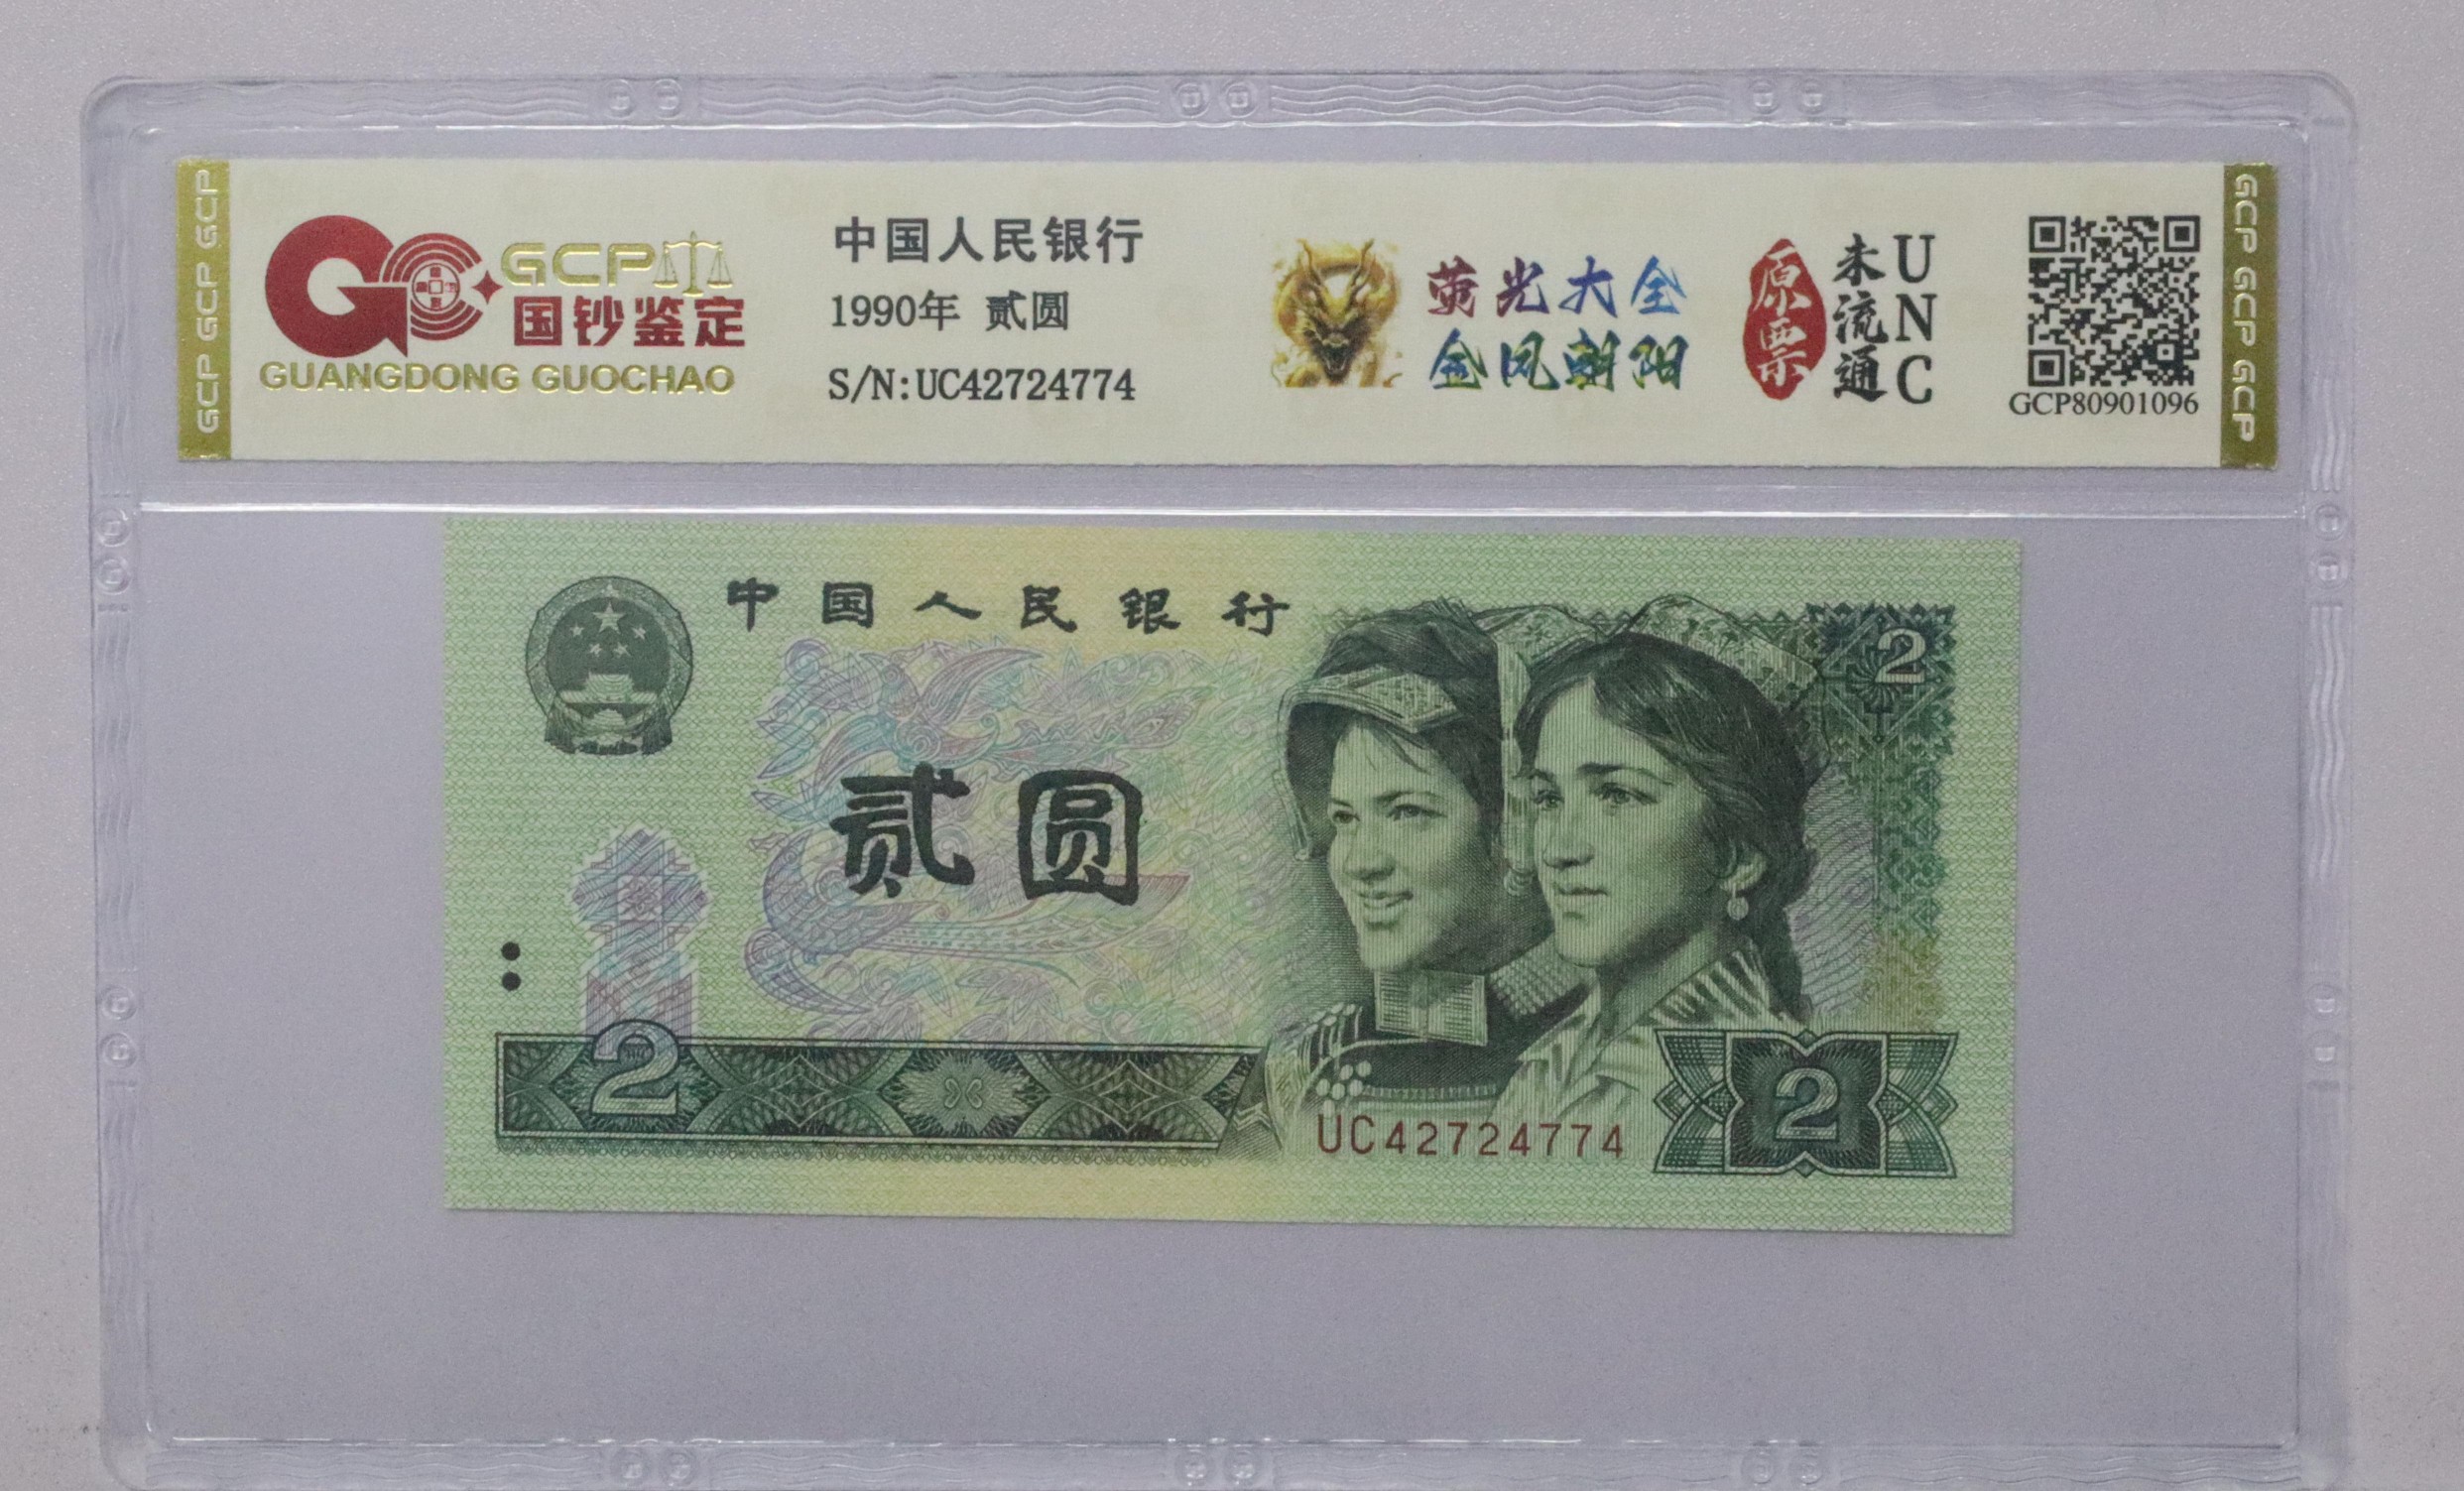 GCP GCP GCP
GCP
国钞鉴定
GUANGDONG GUOCHAO
中国人民银行
1990年 贰圆
S/N:UC42724774
荧光大全
金凤朝阳
原票
未流通
UNC
GCP80901096
GCP GCP GCP
中国人民银行
2
贰圆
2
UC42724774
2